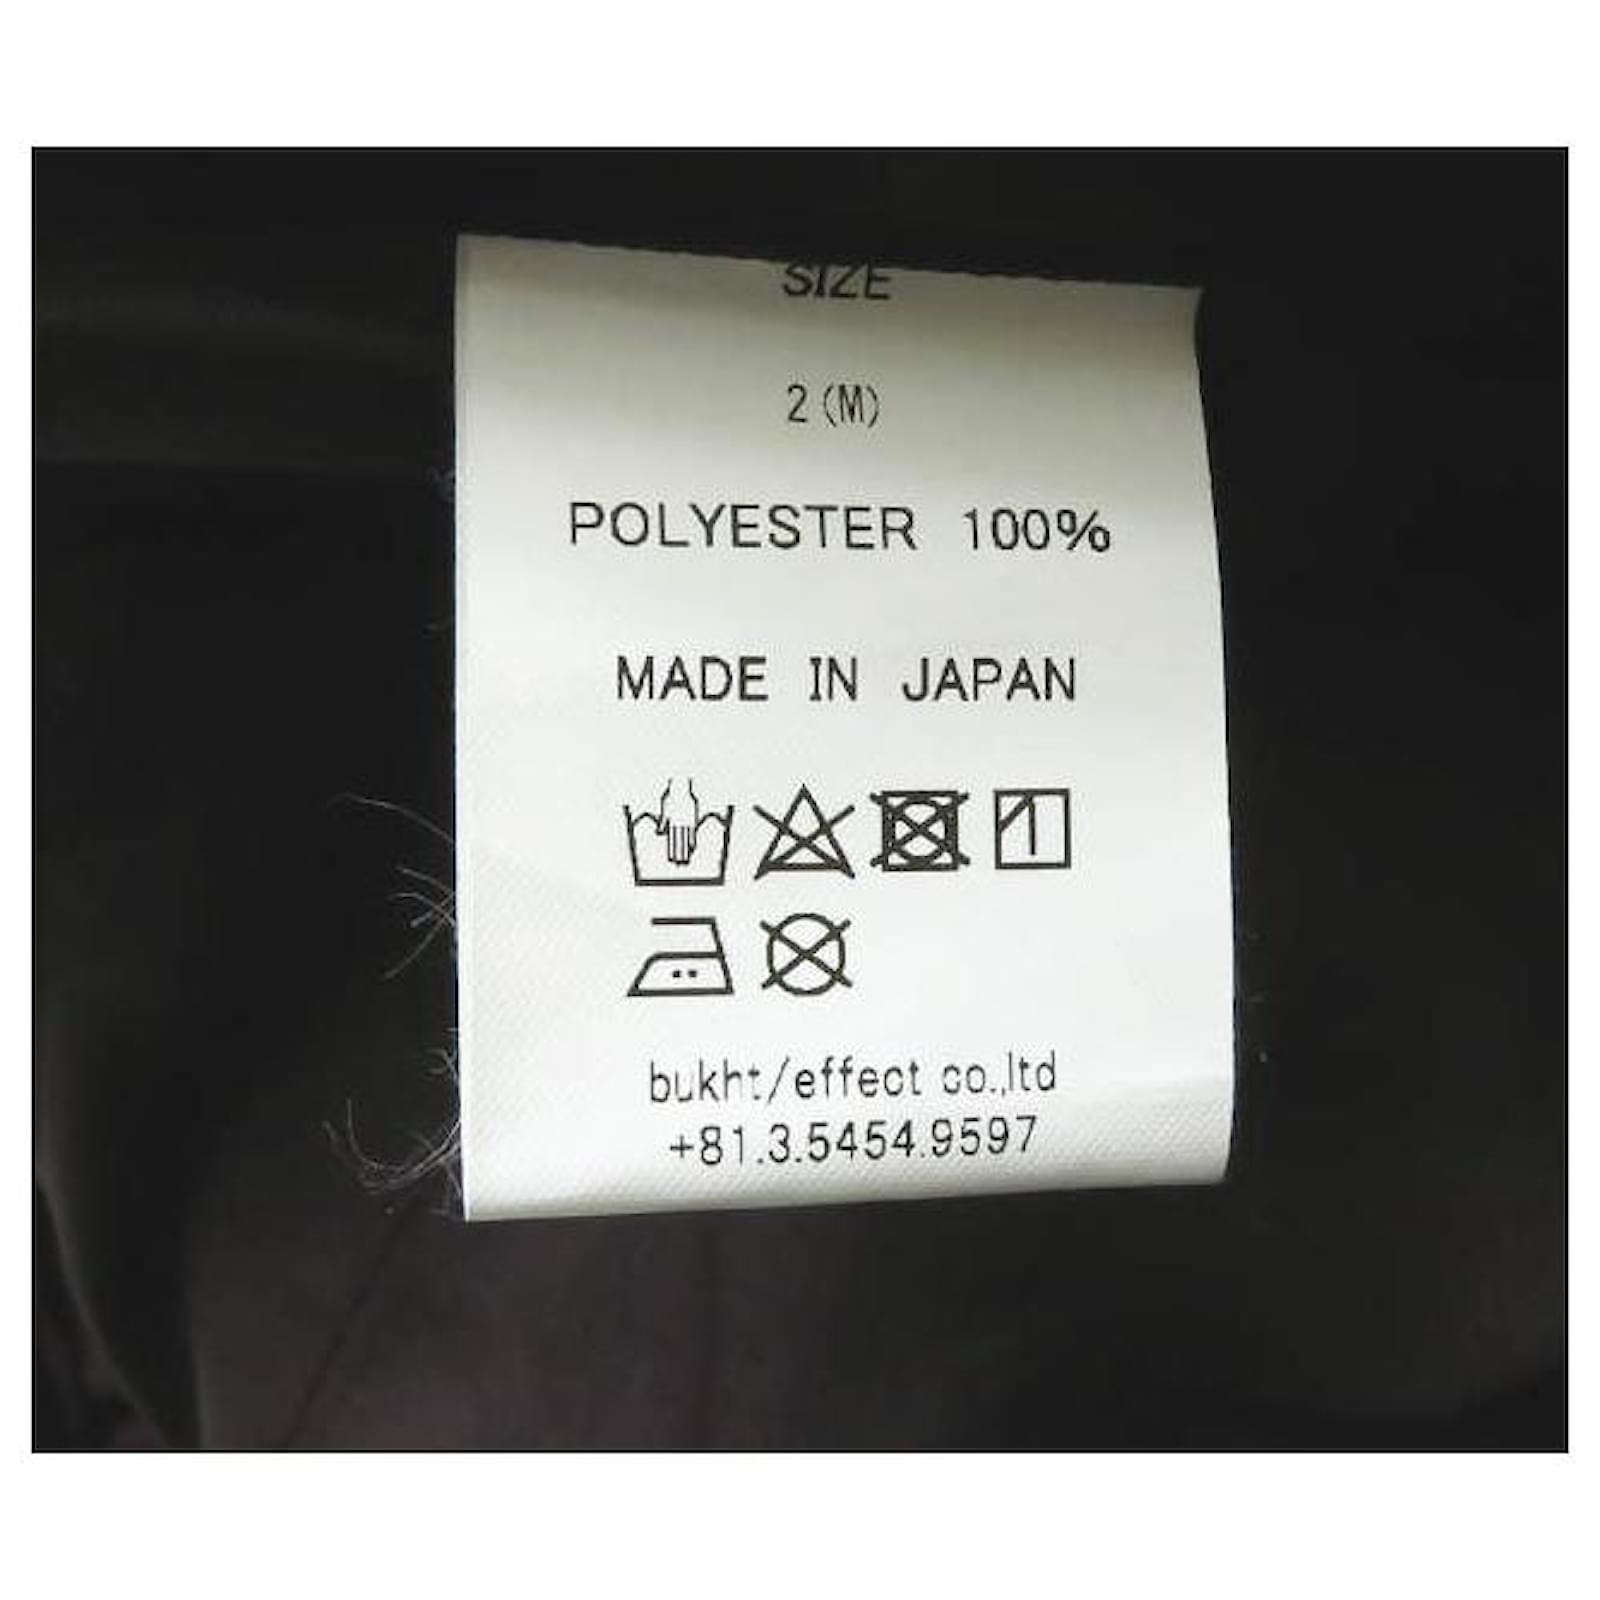 SIZE
2 (M)
POLYESTER 100%
MADE IN JAPAN
bukht/effect co.,ltd
+81.3.5454.9597